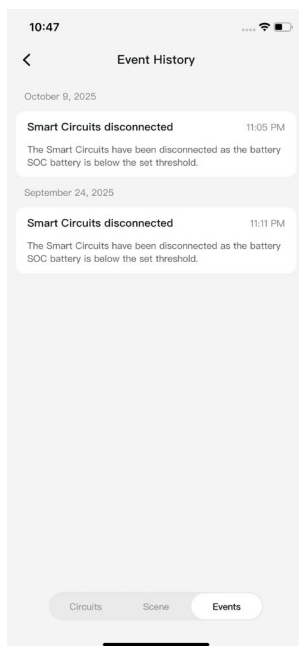 10:47
Event History
October 9, 2025
Smart Circuits disconnected 11:05 PM
The Smart Circuits have been disconnected as the battery
SOC battery is below the set threshold.
September 24, 2025
Smart Circuits disconnected 11:11 PM
The Smart Circuits have been disconnected as the battery
SOC battery is below the set threshold.
Circuits Scene Events